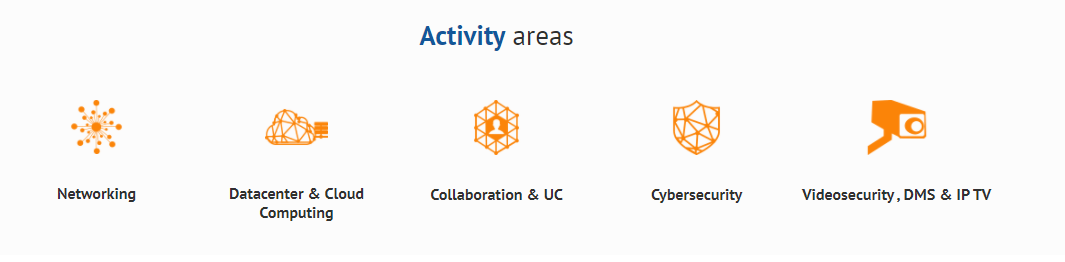 Activity areas
Networking
Datacenter & Cloud
Computing
Collaboration & UC
Cybersecurity
Videosecurity , DMS & IP TV